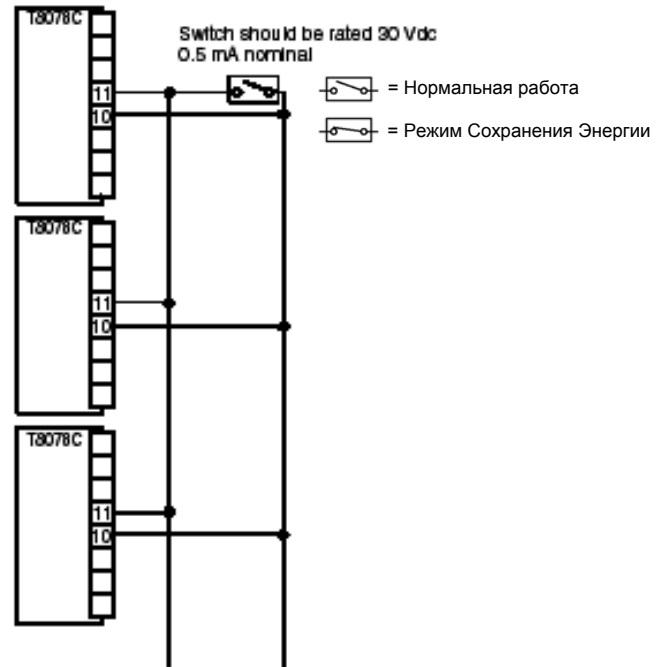 T8078C
Switch should be rated 30 Vdc
0.5 mA nominal
11
10
= Нормальная работа
= Режим Сохранения Энергии
T8078C
11
10
T8078C
11
10